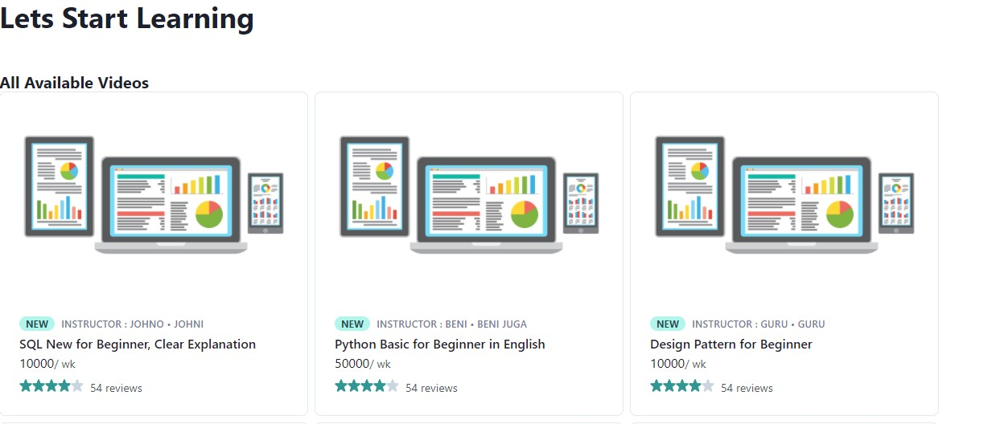 Lets Start Learning
All Available Videos
NEW INSTRUCTOR : JOHNO • JOHNI
SQL New for Beginner, Clear Explanation
10000/ wk
54 reviews
NEW INSTRUCTOR : BENI • BENI JUGA
Python Basic for Beginner in English
50000/ wk
54 reviews
NEW INSTRUCTOR : GURU • GURU
Design Pattern for Beginner
10000/ wk
54 reviews